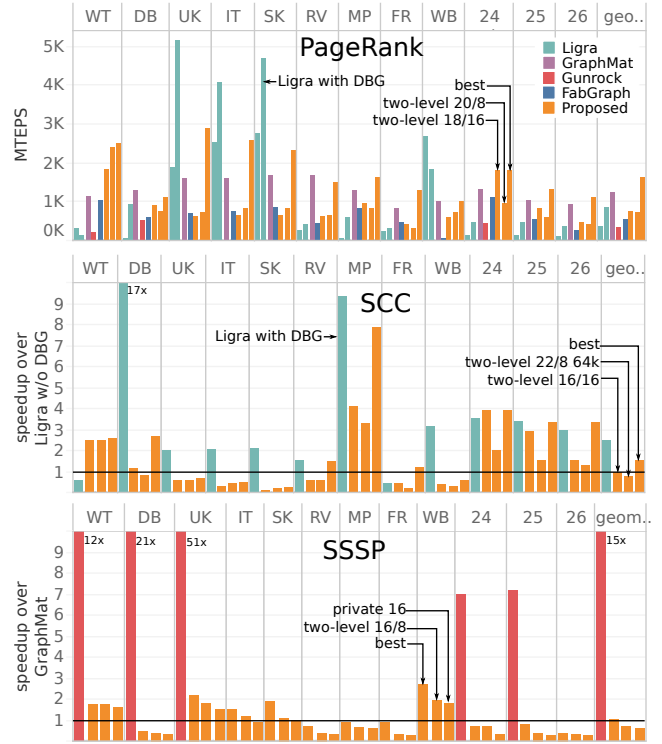 WT DB UK IT SK RV MP FR WB 24 25 26 geo..
PageRank
5K
4K
3K
2K
1K
0K
MTEPS
Ligra
GraphMat
Gunrock
FabGraph
Proposed
Ligra with DBG
best
two-level 20/8
two-level 18/16
WT DB UK IT SK RV MP FR WB 24 25 26 geo..
SCC
17x
9
8
7
6
5
4
3
2
1
speedup over
Ligra w/o DBG
Ligra with DBG
best
two-level 22/8 64k
two-level 16/16
WT DB UK IT SK RV MP FR WB 24 25 26 geom..
SSSP
12x 21x 51x 15x
9
8
7
6
5
4
3
2
1
speedup over
GraphMat
private 16
two-level 16/8
best